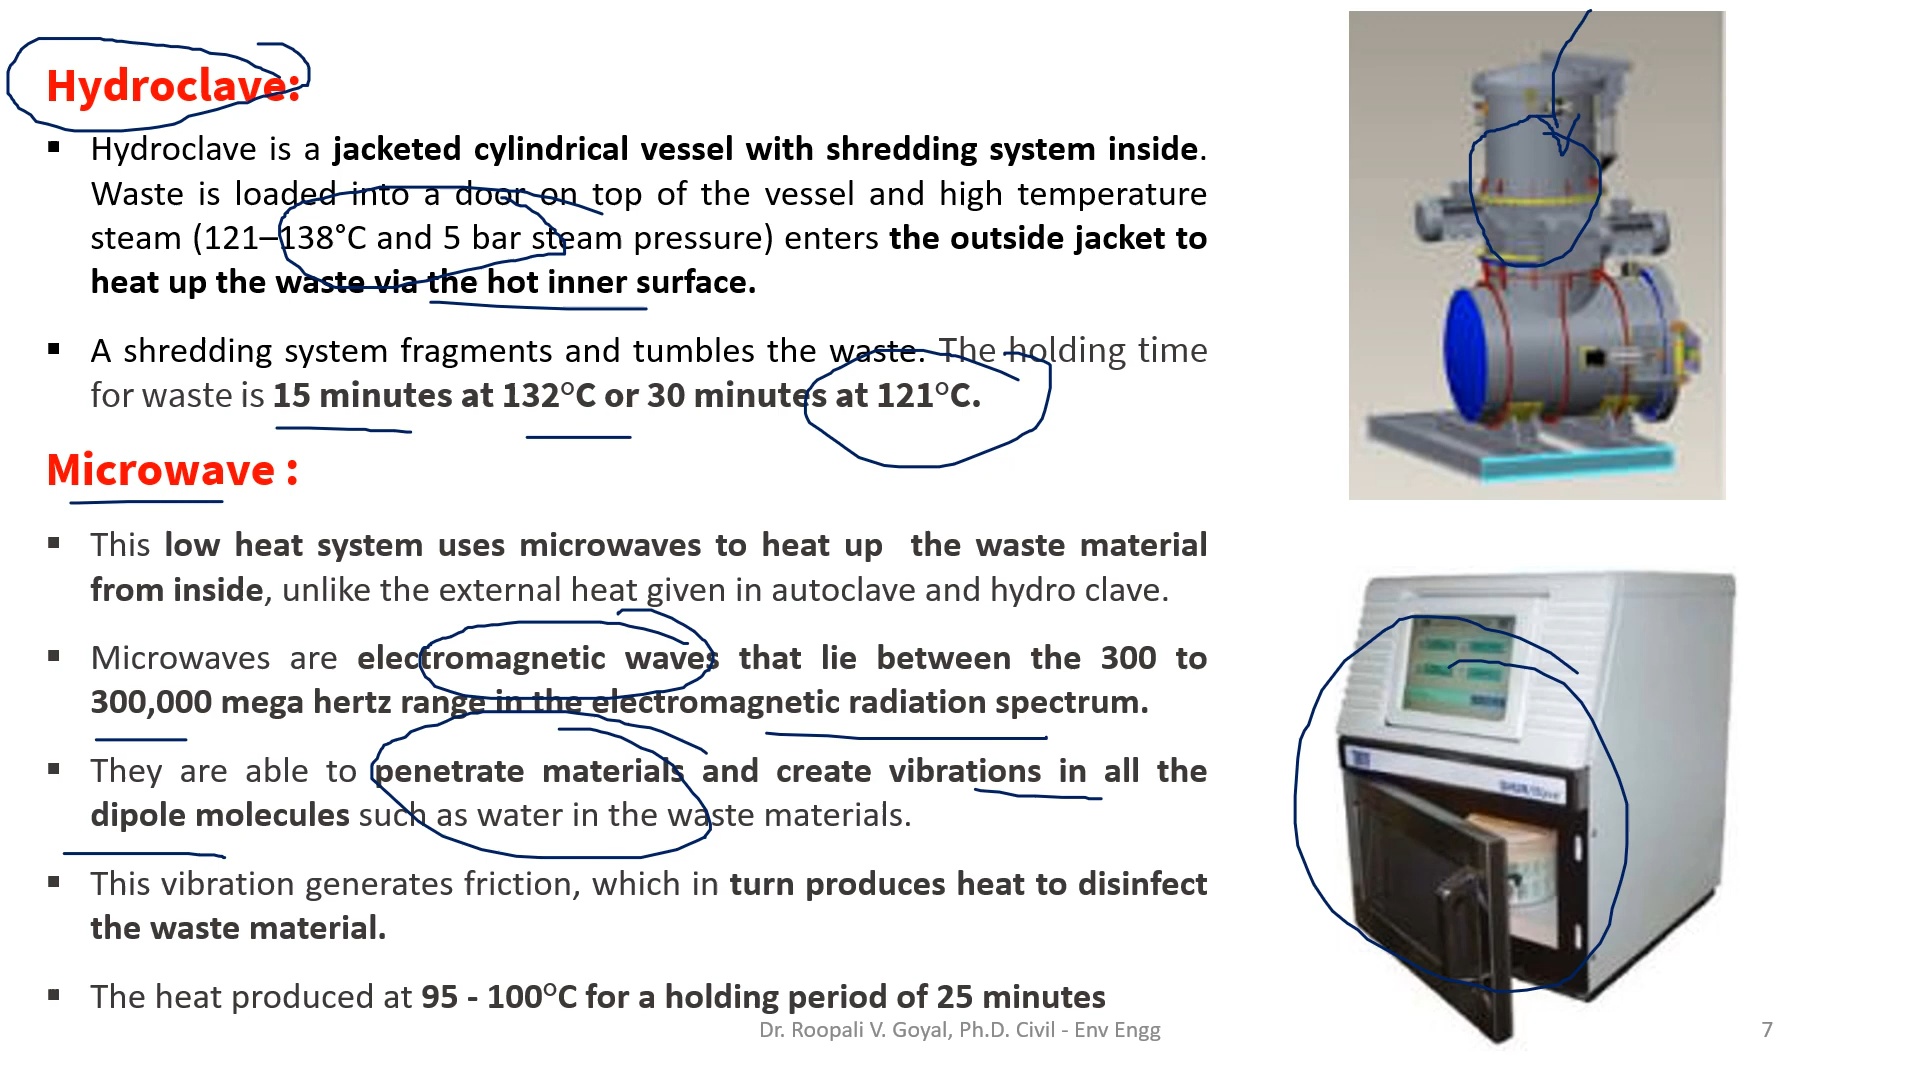 Hydroclave:
▪ Hydroclave is a jacketed cylindrical vessel with shredding system inside.
Waste is loaded into a door on top of the vessel and high temperature
steam (121–138°C and 5 bar steam pressure) enters the outside jacket to
heat up the waste via the hot inner surface.
▪ A shredding system fragments and tumbles the waste. The holding time
for waste is 15 minutes at 132°C or 30 minutes at 121°C.
Microwave :
▪ This low heat system uses microwaves to heat up the waste material
from inside, unlike the external heat given in autoclave and hydro clave.
▪ Microwaves are electromagnetic waves that lie between the 300 to
300,000 mega hertz range in the electromagnetic radiation spectrum.
▪ They are able to penetrate materials and create vibrations in all the
dipole molecules such as water in the waste materials.
▪ This vibration generates friction, which in turn produces heat to disinfect
the waste material.
▪ The heat produced at 95 - 100°C for a holding period of 25 minutes
Dr. Roopali V. Goyal, Ph.D. Civil - Env Engg
7